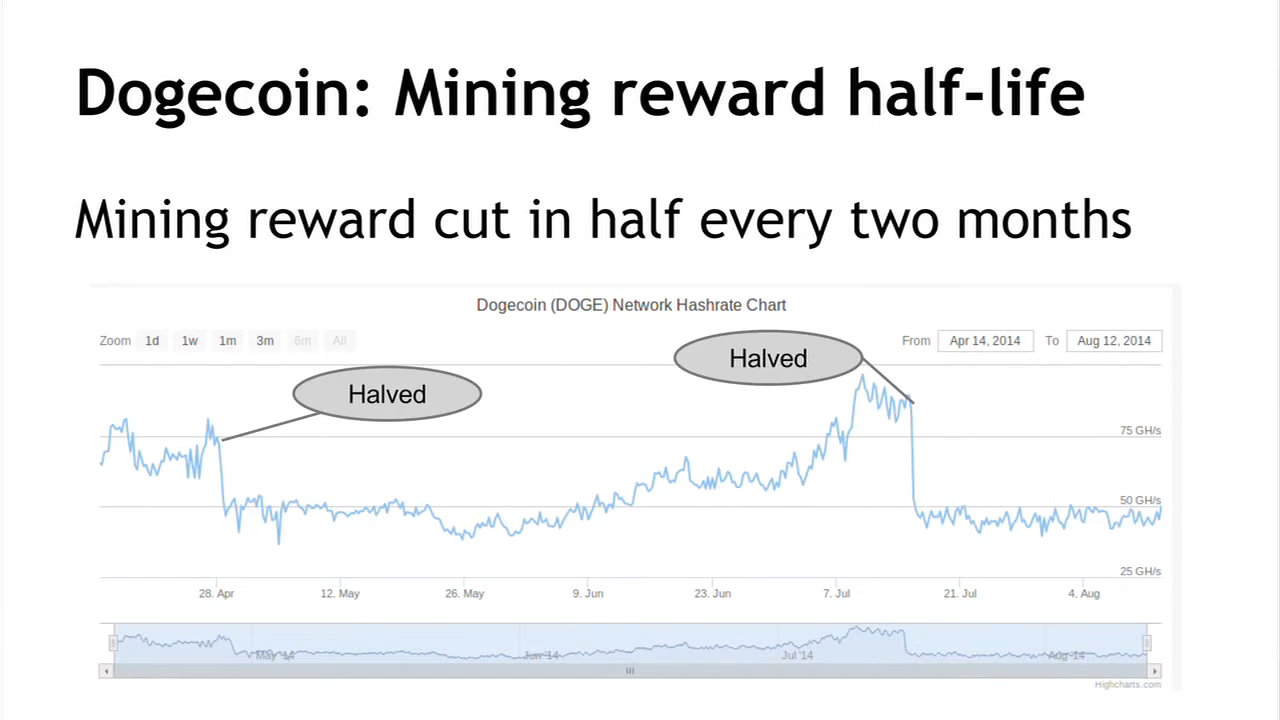 Dogecoin: Mining reward half-life
Mining reward cut in half every two months
Dogecoin (DOGE) Network Hashrate Chart
Zoom 1d 1w 1m 3m 6m All
From Apr 14, 2014 To Aug 12, 2014
Halved
Halved
75 GH/s
50 GH/s
25 GH/s
28. Apr 12. May 26. May 9. Jun 23. Jun 7. Jul 21. Jul 4. Aug
May '14 Jun '14 Jul '14 Aug '14
Highcharts.com